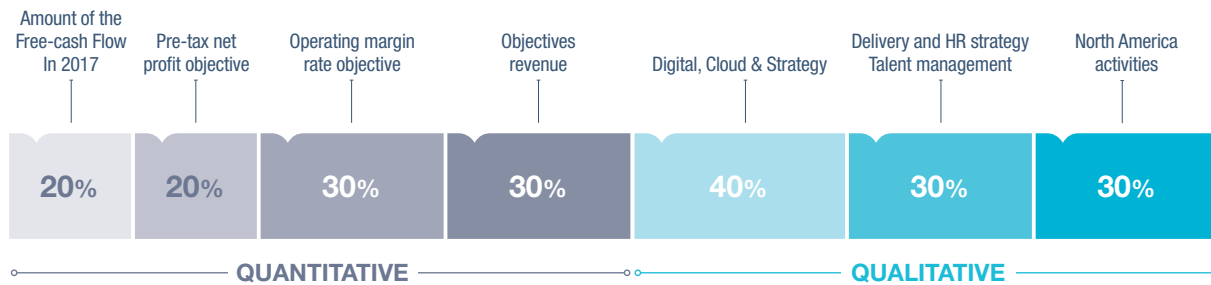 Amount of the
Free-cash Flow
In 2017
Pre-tax net
profit objective
Operating margin
rate objective
Objectives
revenue
Digital, Cloud & Strategy
Delivery and HR strategy
Talent management
North America
activities
20%
20%
30%
30%
40%
30%
30%
QUANTITATIVE
QUALITATIVE